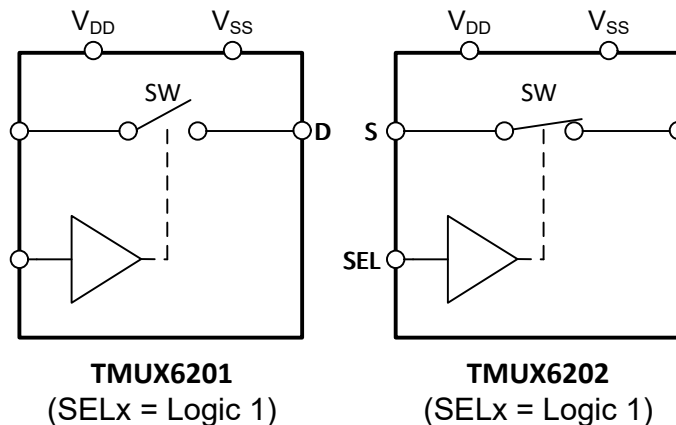 VDD VSS VDD VSS
SW SW
D S
SEL
TMUX6201 TMUX6202
(SELx = Logic 1) (SELx = Logic 1)